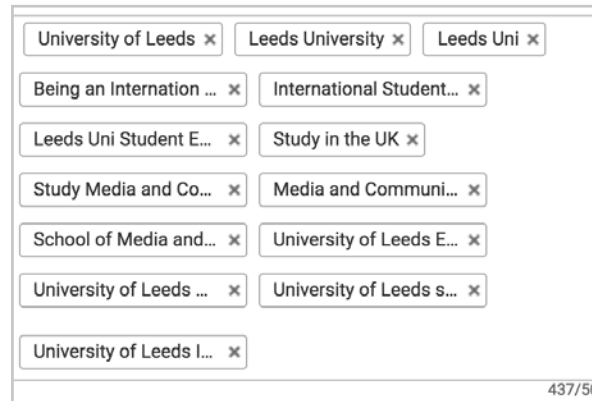 University of Leeds × Leeds University × Leeds Uni ×
Being an Internation ... × International Student... ×
Leeds Uni Student E... × Study in the UK ×
Study Media and Co... × Media and Communi... ×
School of Media and... × University of Leeds E... ×
University of Leeds ... × University of Leeds s... ×
University of Leeds I... ×
437/50